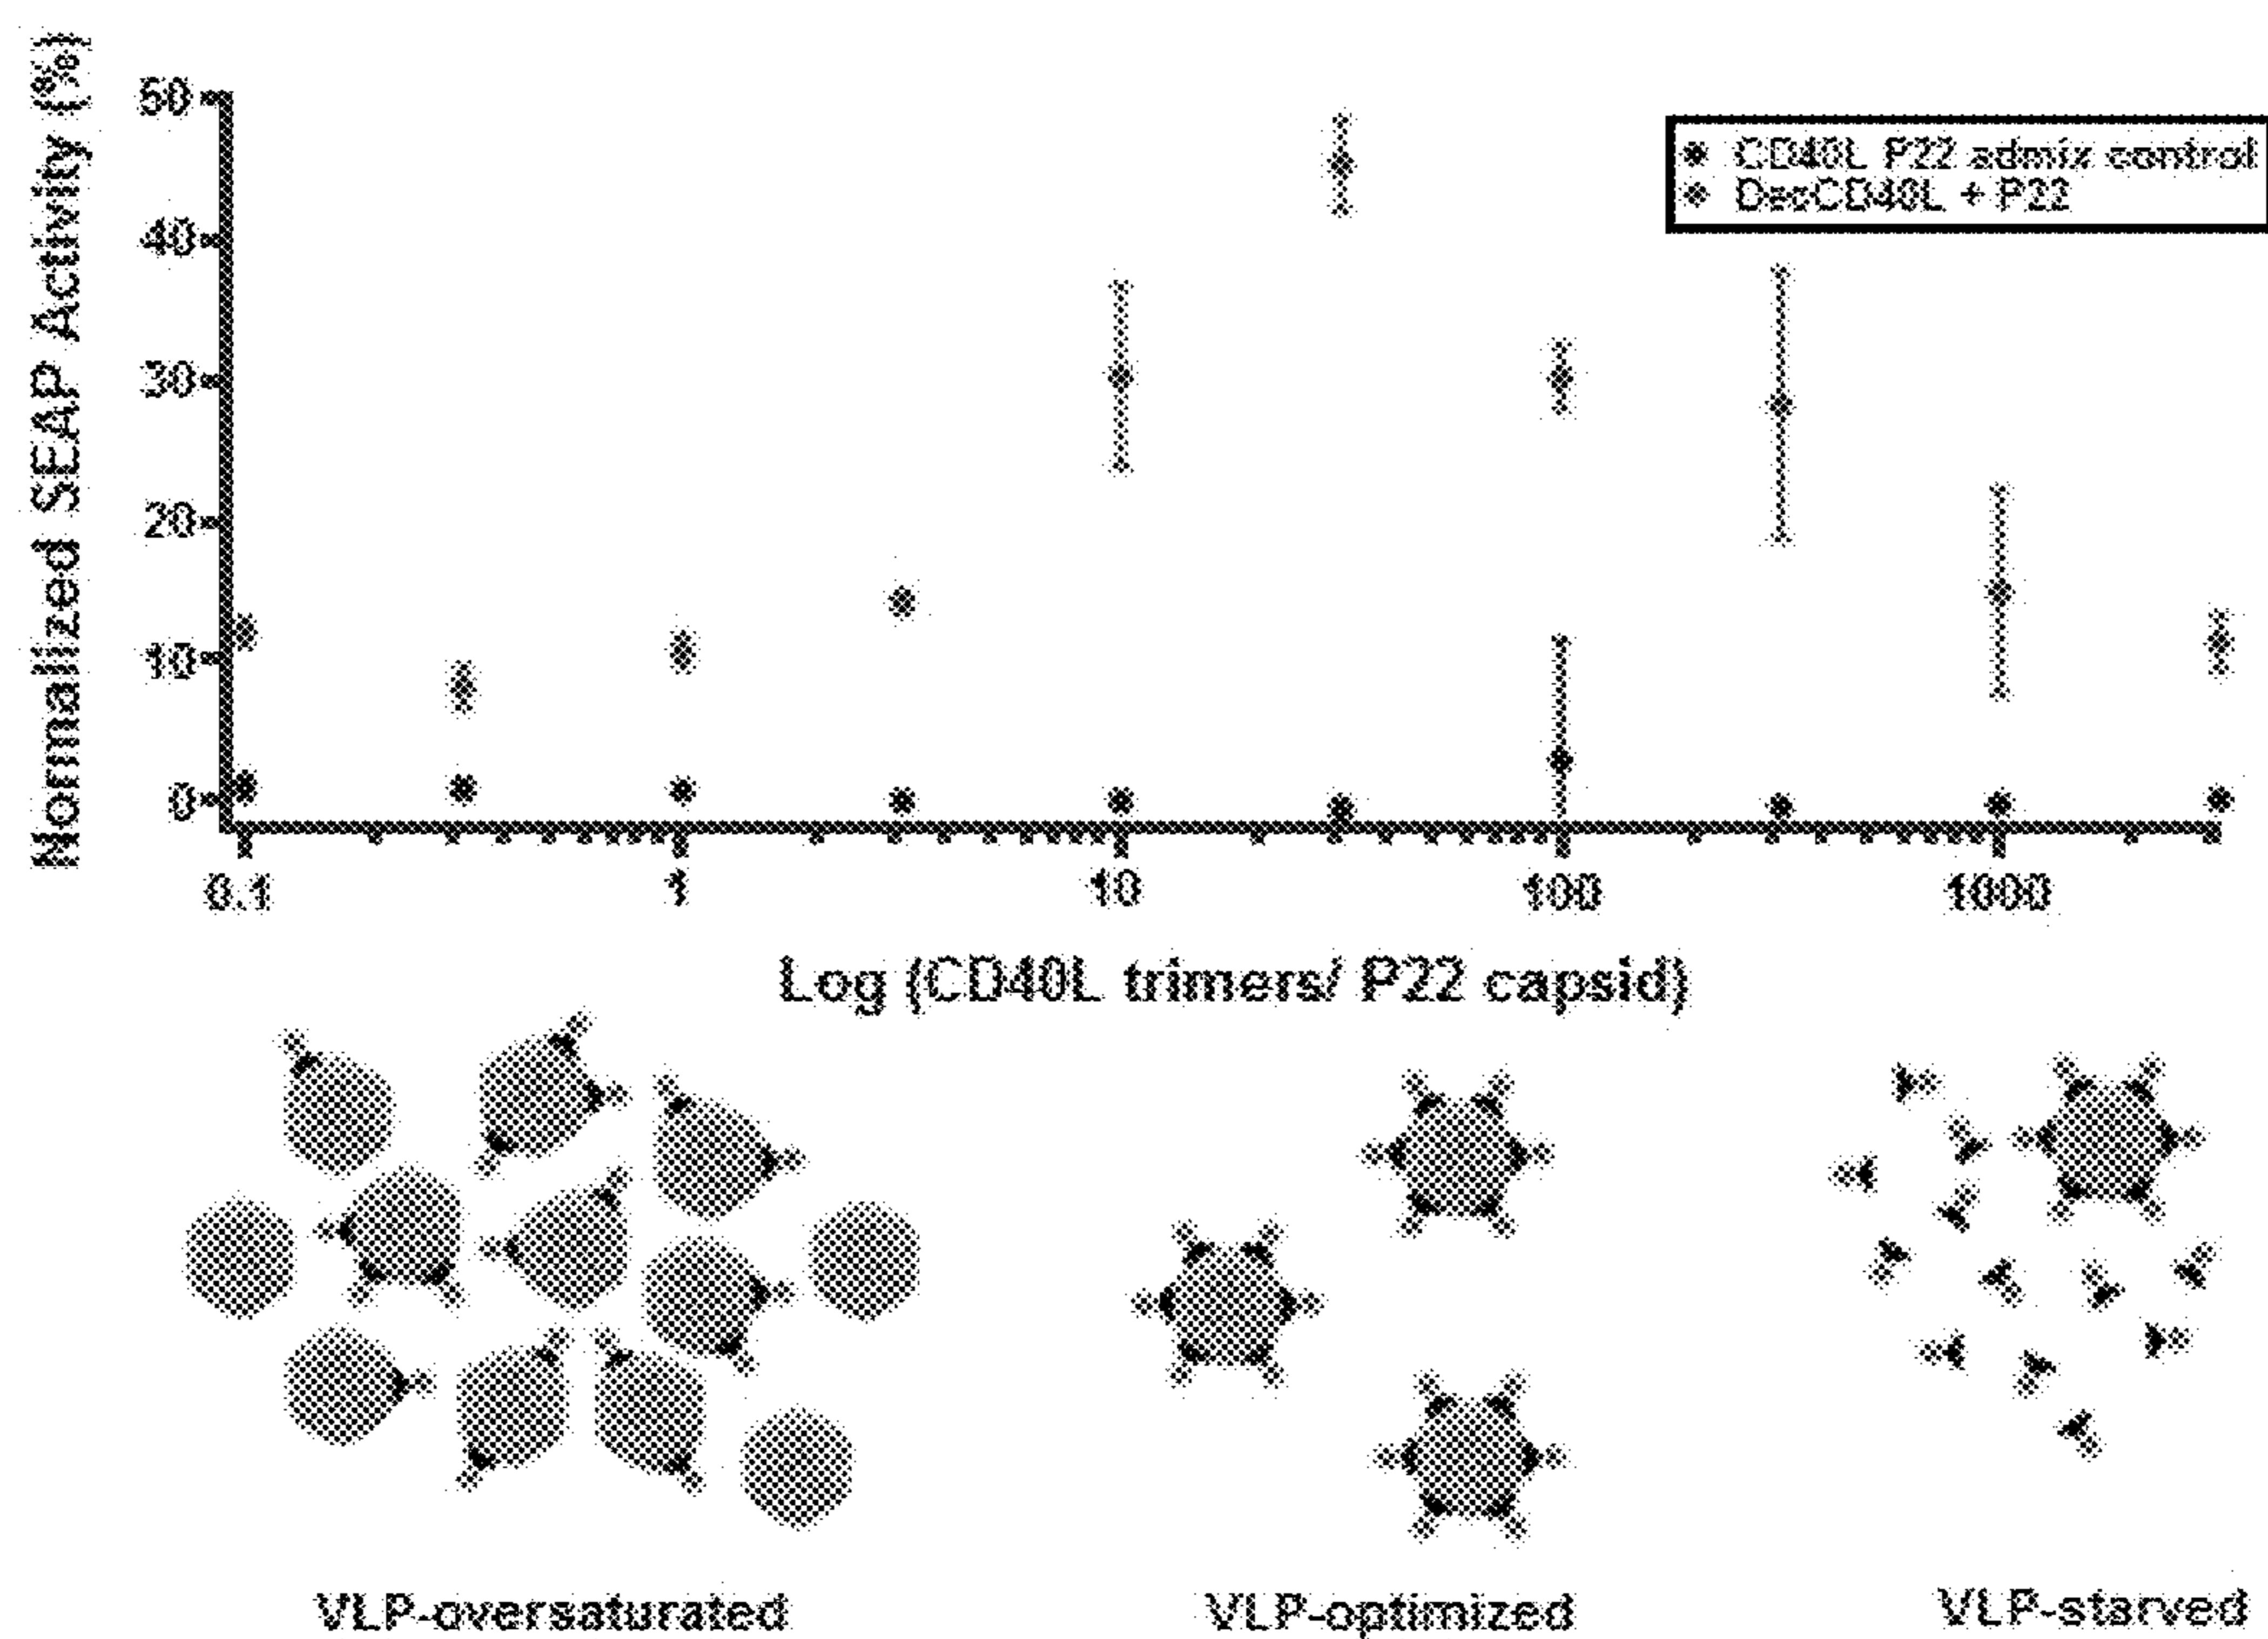 Normalized SEAP Activity (%)
50
40
30
20
10
0
CD40L P22 admix control
DecCD40L + P22
0.1 1 10 100 1000
Log (CD40L trimers/ P22 capsid)
VLP-oversaturated VLP-optimized VLP-starved